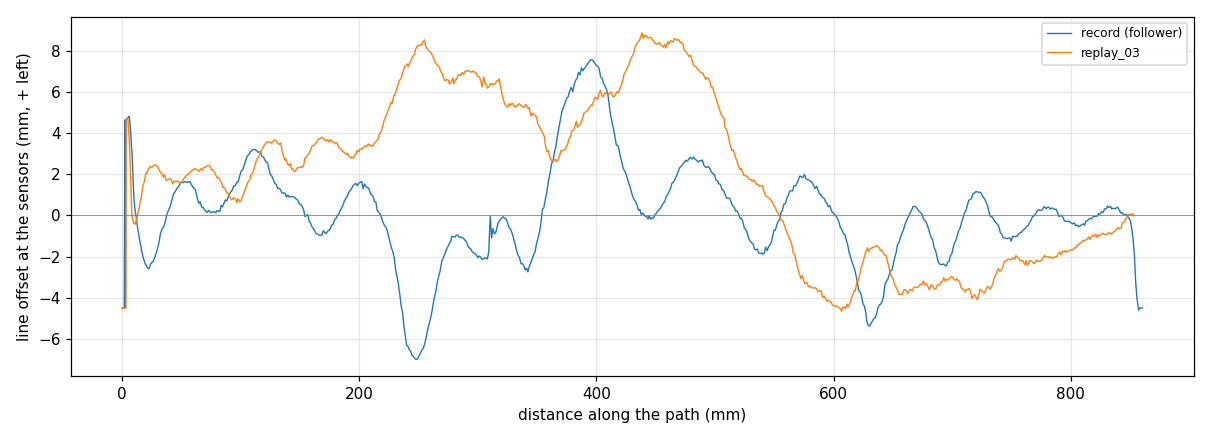 record (follower)
replay_03
line offset at the sensors (mm, + left)
8
6
4
2
0
−2
−4
−6
0 200 400 600 800
distance along the path (mm)